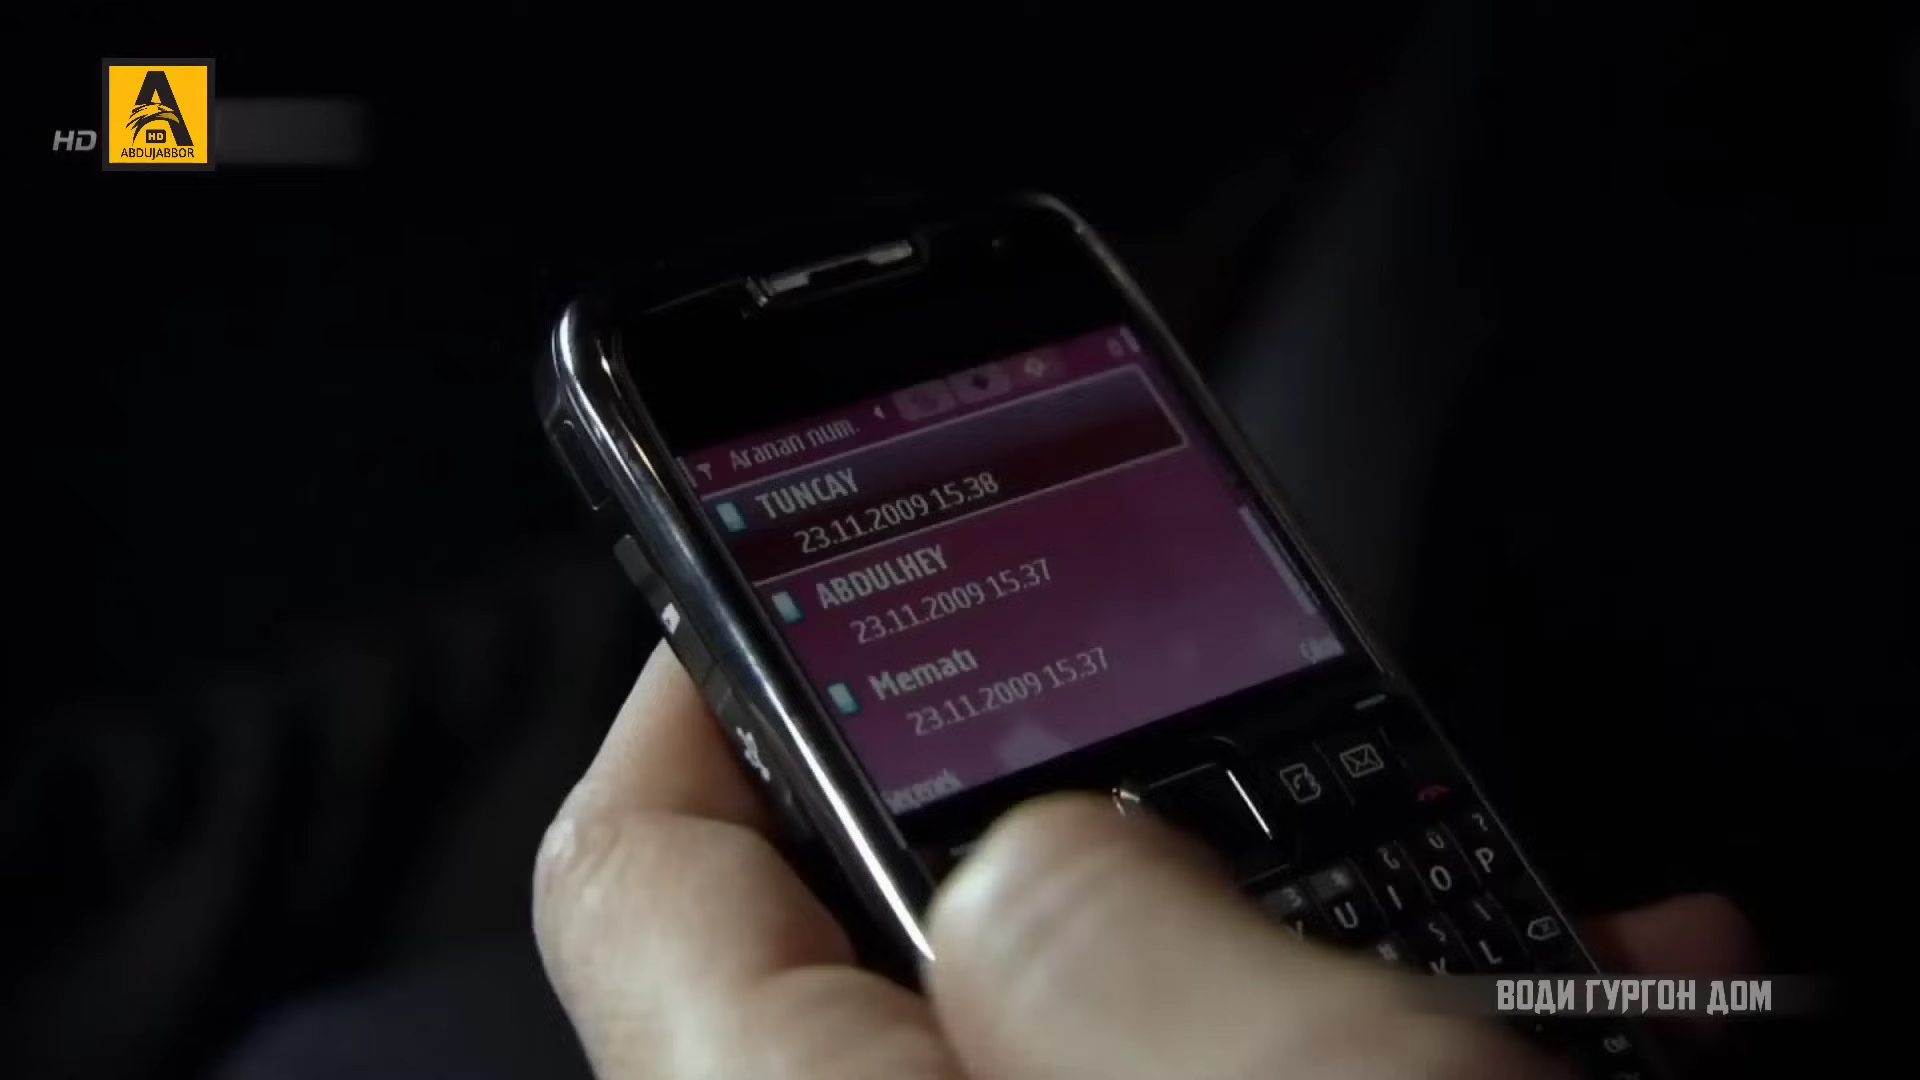 HD
A
HD
ABDUJABBOR
Aranan num.
TUNCAY
23.11.2009 15.38
ABDULHEY
23.11.2009 15.37
Memati
23.11.2009 15.37
U I O P
K L
ВОДИ ГУРГОН ДОМ